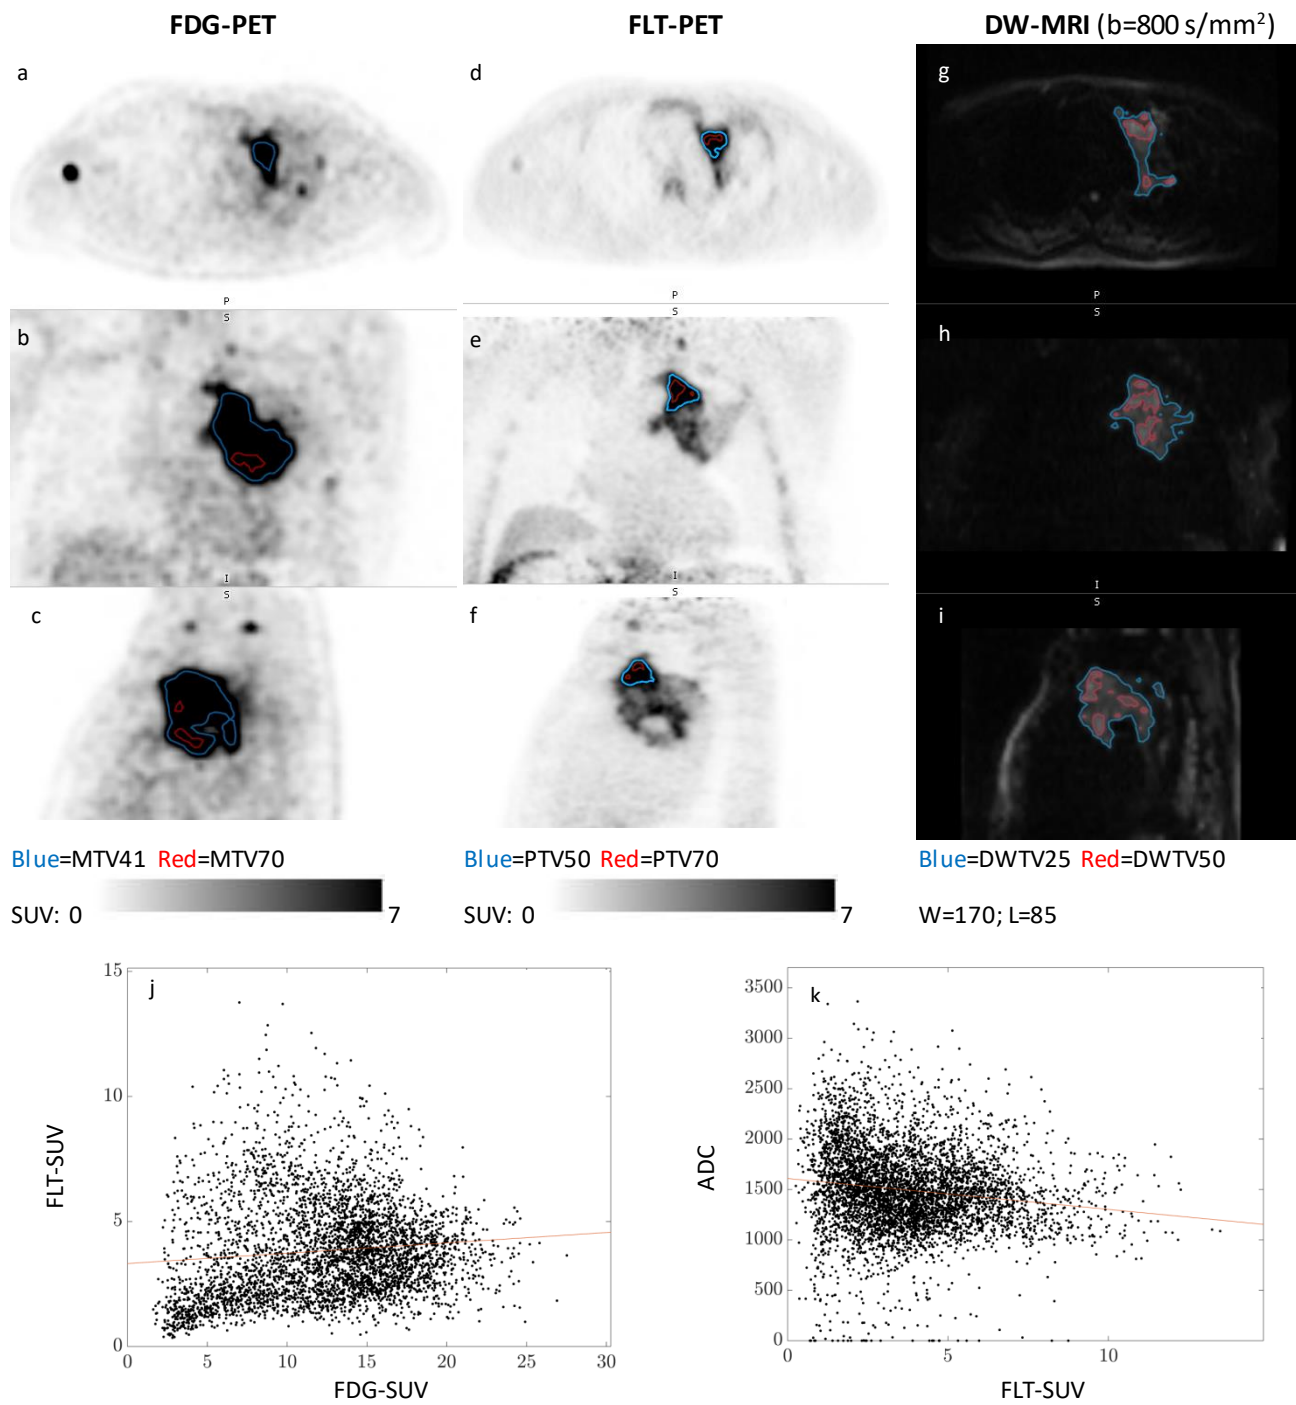 FDG-PET FLT-PET DW-MRI (b=800 s/mm²)
a d g
P P P
S S S
b e h
I I I
S S S
c f i
Blue=MTV41 Red=MTV70 Blue=PTV50 Red=PTV70 Blue=DWTV25 Red=DWTV50
SUV: 0 7 SUV: 0 7 W=170; L=85
j
15
10
5
0
0 5 10 15 20 25 30
FLT-SUV
FDG-SUV
k
3500
3000
2500
2000
1500
1000
500
0
0 5 10
ADC
FLT-SUV